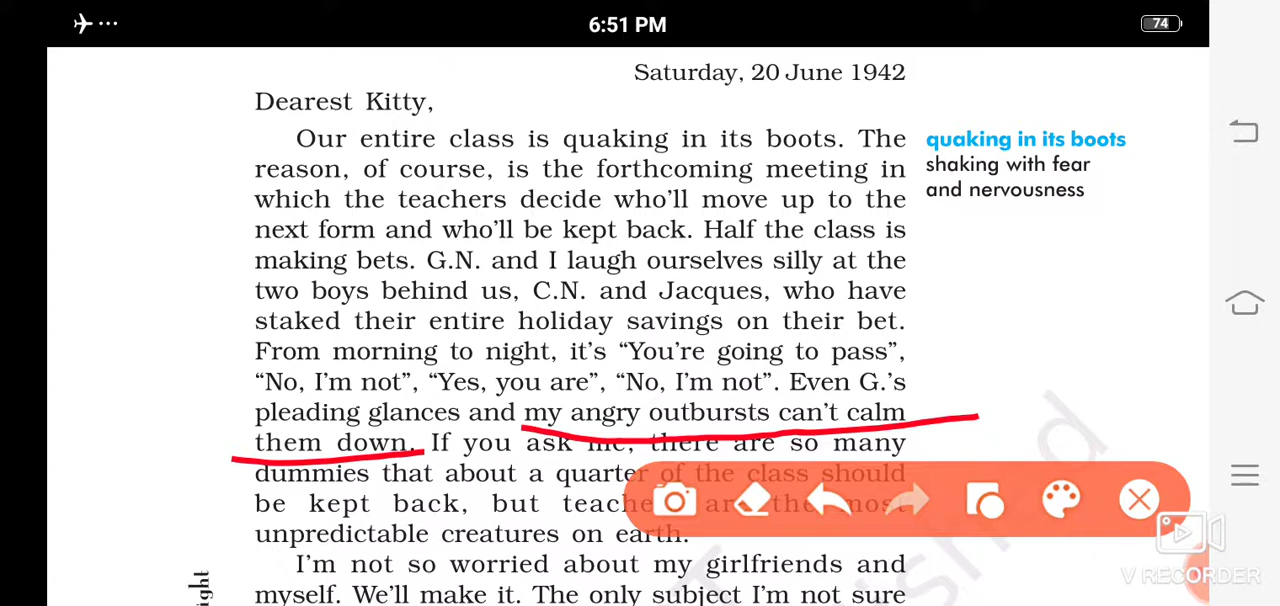 6:51 PM
74
Saturday, 20 June 1942
Dearest Kitty,
Our entire class is quaking in its boots. The
reason, of course, is the forthcoming meeting in
which the teachers decide who'll move up to the
next form and who'll be kept back. Half the class is
making bets. G.N. and I laugh ourselves silly at the
two boys behind us, C.N. and Jacques, who have
staked their entire holiday savings on their bet.
From morning to night, it's “You're going to pass”,
“No, I'm not”, “Yes, you are”, “No, I'm not”. Even G.'s
pleading glances and my angry outbursts can't calm
them down. If you ask me, there are so many
dummies that about a quarter of the class should
be kept back, but teachers are the most
unpredictable creatures on earth.
I'm not so worried about my girlfriends and
myself. We'll make it. The only subject I'm not sure
quaking in its boots
shaking with fear
and nervousness
V RECORDER